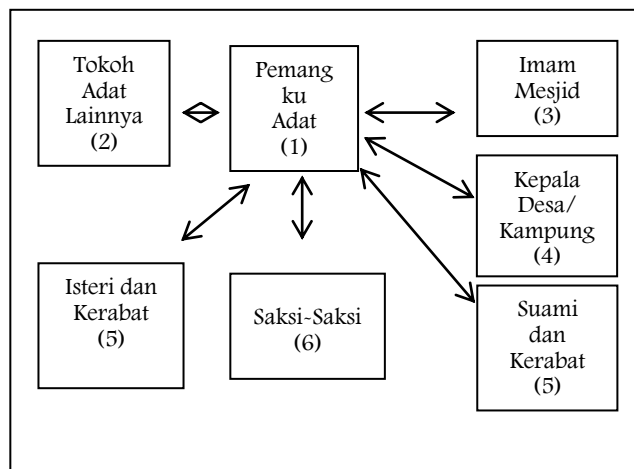 Tokoh
Adat
Lainnya
(2)
Pemang
ku
Adat
(1)
Imam
Mesjid
(3)
Kepala
Desa/
Kampung
(4)
Isteri dan
Kerabat
(5)
Saksi-Saksi
(6)
Suami
dan
Kerabat
(5)